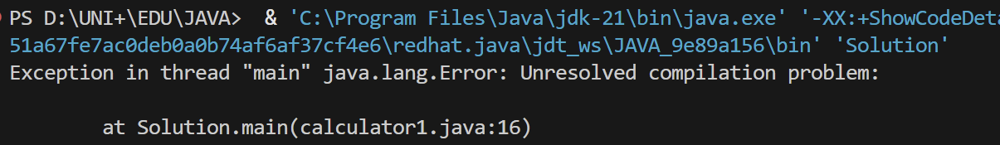 PS D:\UNI+\EDU\JAVA>  & 'C:\Program Files\Java\jdk-21\bin\java.exe' '-XX:+ShowCodeDeta
51a67fe7ac0deb0a0b74af6af37cf4e6\redhat.java\jdt_ws\JAVA_9e89a156\bin' 'Solution'
Exception in thread "main" java.lang.Error: Unresolved compilation problem:
at Solution.main(calculator1.java:16)